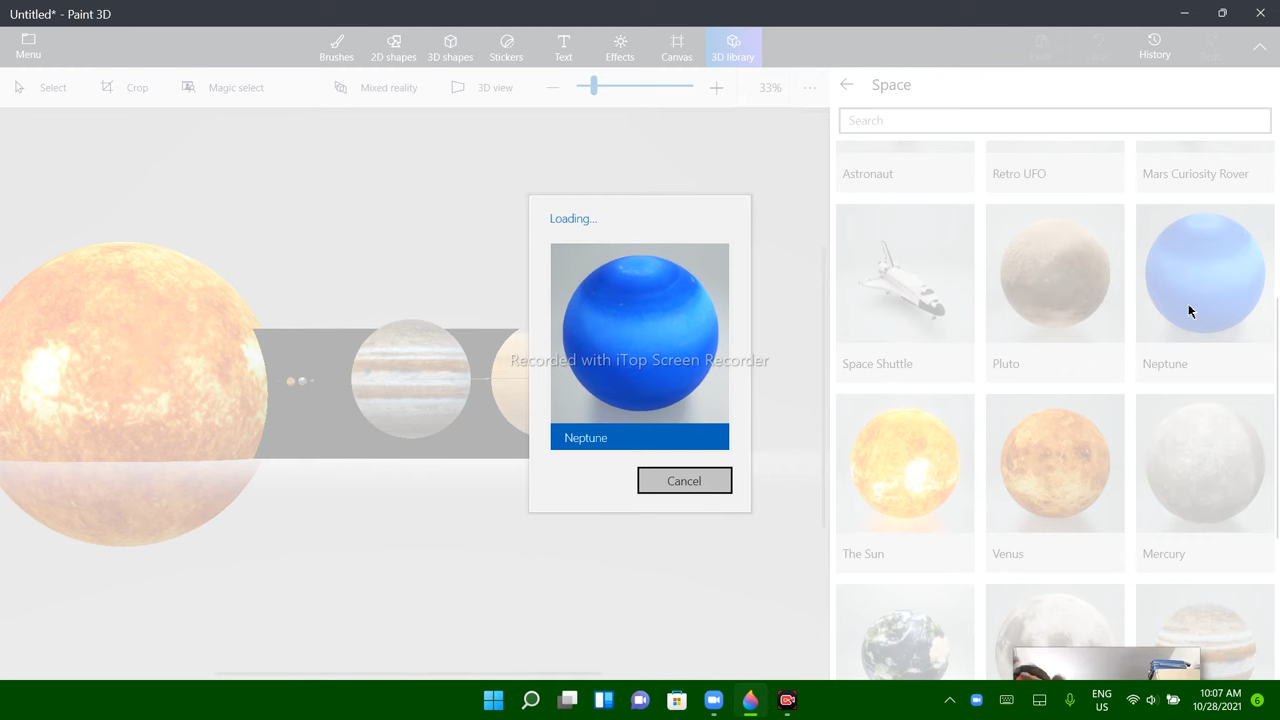 Untitled* - Paint 3D
Menu
Brushes
2D shapes
3D shapes
Stickers
Text
Effects
Canvas
3D library
History
Select
Crop
Magic select
Mixed reality
3D view
33%
Space
Search
Astronaut
Retro UFO
Mars Curiosity Rover
Space Shuttle
Pluto
Neptune
The Sun
Venus
Mercury
Loading...
Recorded with iTop Screen Recorder
Neptune
Cancel
ENG
US
10:07 AM
10/28/2021
6